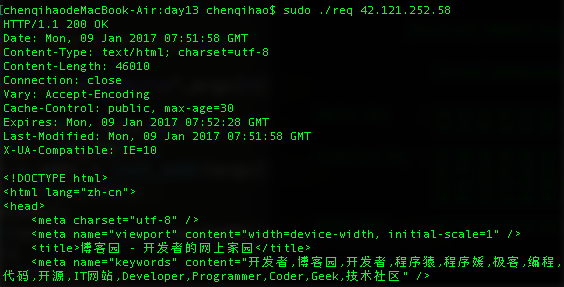 [chenqihaodeMacBook-Air:day13 chenqihao$ sudo ./req 42.121.252.58
HTTP/1.1 200 OK
Date: Mon, 09 Jan 2017 07:51:58 GMT
Content-Type: text/html; charset=utf-8
Content-Length: 46010
Connection: close
Vary: Accept-Encoding
Cache-Control: public, max-age=30
Expires: Mon, 09 Jan 2017 07:52:28 GMT
Last-Modified: Mon, 09 Jan 2017 07:51:58 GMT
X-UA-Compatible: IE=10

<!DOCTYPE html>
<html lang="zh-cn">
<head>
    <meta charset="utf-8" />
    <meta name="viewport" content="width=device-width, initial-scale=1" />
    <title>博客园 - 开发者的网上家园</title>
    <meta name="keywords" content="开发者,博客园,开发者,程序猿,程序媛,极客,编程,
代码,开源,IT网站,Developer,Programmer,Coder,Geek,技术社区" />